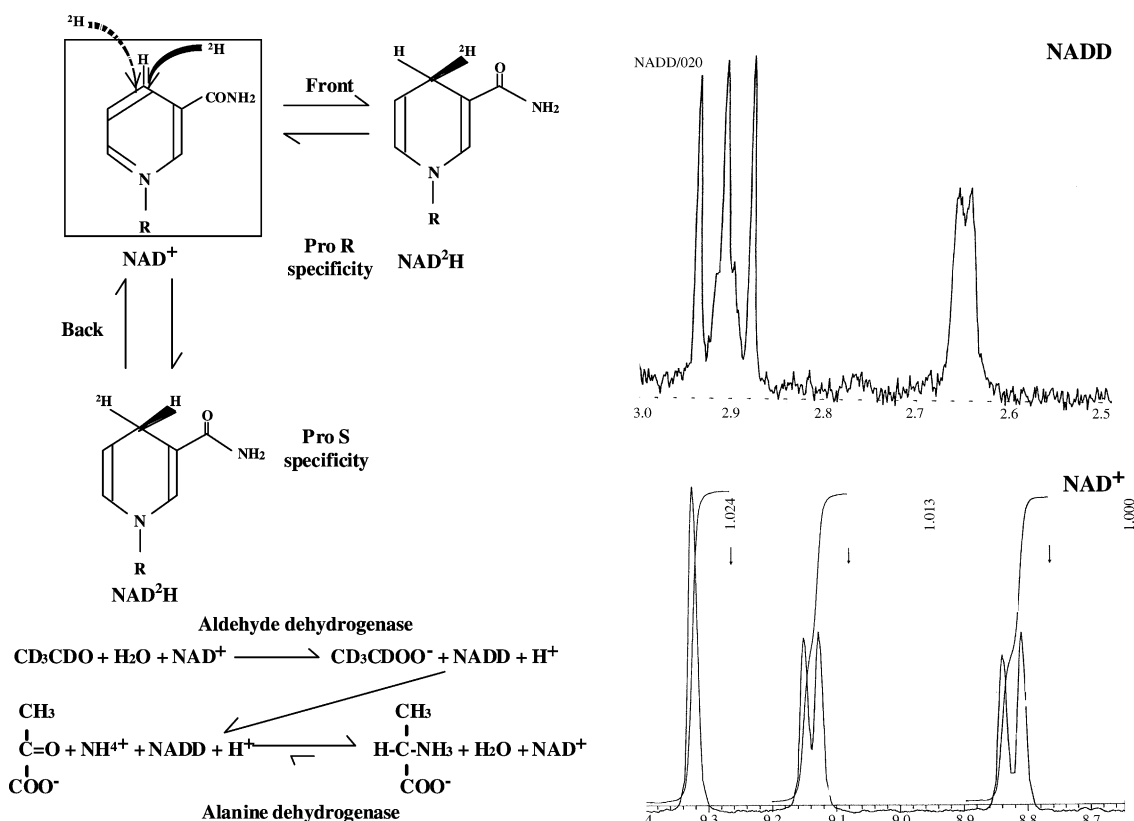 ²H
²H
H
CONH2
N
R
NAD⁺
Front
Pro R
specificity
H
²H
O
NH2
N
R
NAD²H
Back
²H
H
O
NH2
N
R
NAD²H
Pro S
specificity
Aldehyde dehydrogenase
CD3CDO + H2O + NAD⁺
CD3CDOO⁻ + NADD + H⁺
CH3
C=O + NH⁴⁺ + NADD + H⁺
COO⁻
CH3
H-C-NH3 + H2O + NAD⁺
COO⁻
Alanine dehydrogenase
NADD/020
NADD
3.0 2.9 2.8 2.7 2.6 2.5
NAD⁺
1.024
1.013
1.000
4 9.3 9.2 9.1 9.0 8.9 8.8 8.7